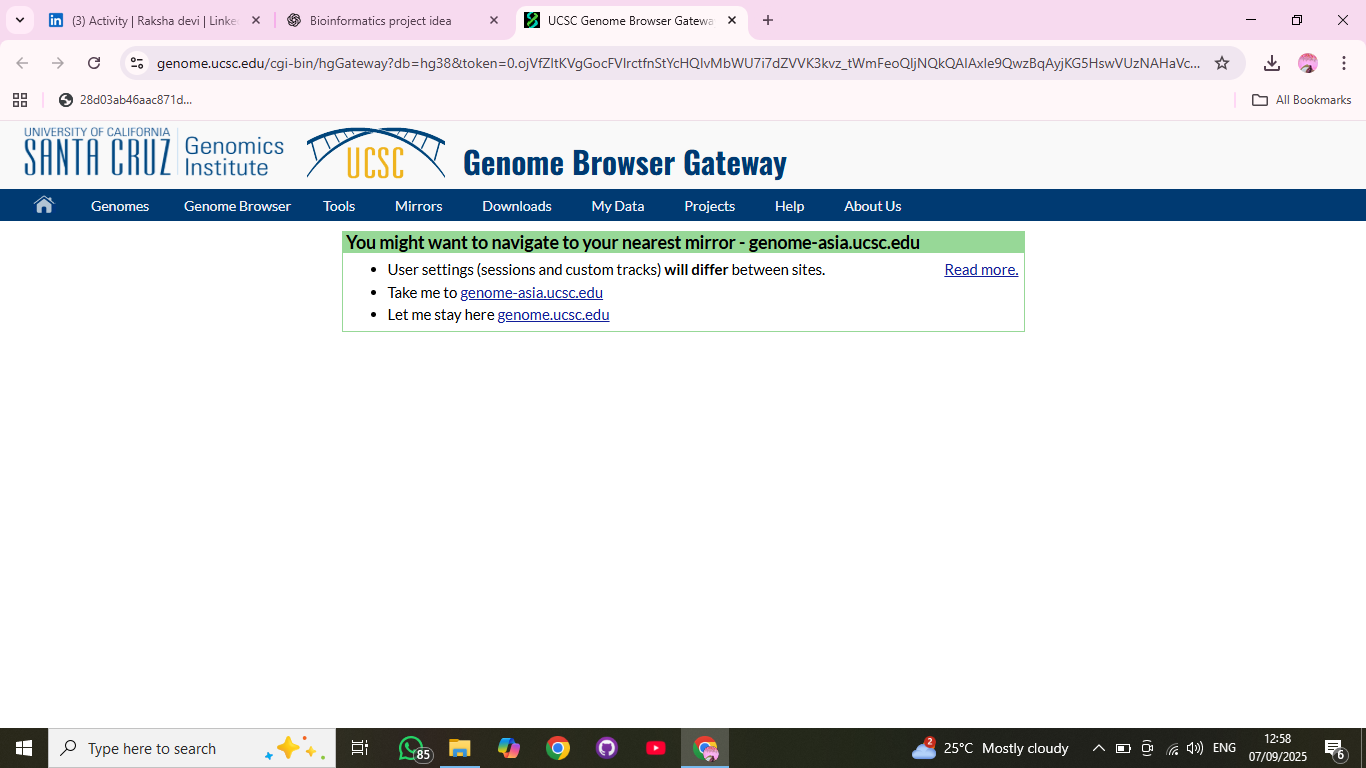 (3) Activity | Raksha devi | Linke
Bioinformatics project idea
UCSC Genome Browser Gatewa
genome.ucsc.edu/cgi-bin/hgGateway?db=hg38&token=0.ojVfZltKVgGocFVlrctfnStYcHQIvMbWU7i7dZVVK3kvz_tWmFeoQljNQkQAlAxle9QwzBqAyjKG5HswVUzNAHaVc...
28d03ab46aac871d...
All Bookmarks
UNIVERSITY OF CALIFORNIA
SANTA CRUZ
Genomics
Institute
UCSC
Genome Browser Gateway
Genomes Genome Browser Tools Mirrors Downloads My Data Projects Help About Us
You might want to navigate to your nearest mirror - genome-asia.ucsc.edu
• User settings (sessions and custom tracks) will differ between sites. Read more.
• Take me to genome-asia.ucsc.edu
• Let me stay here genome.ucsc.edu
Type here to search
85
2
25°C Mostly cloudy
ENG
12:58
07/09/2025
6